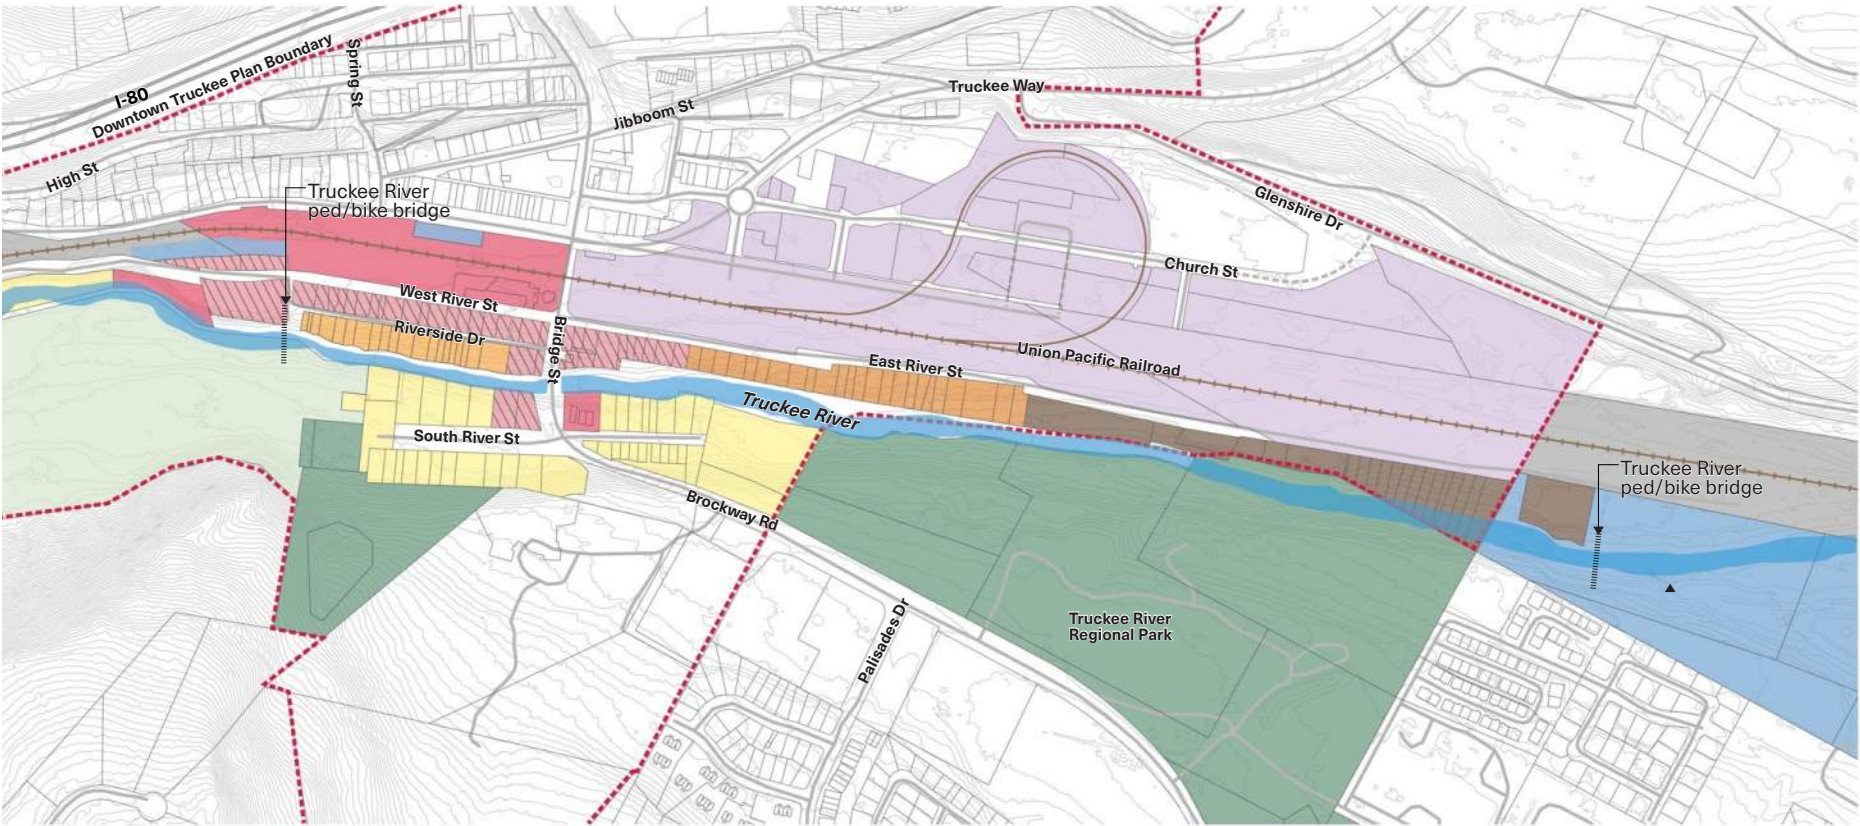 I-80
Downtown Truckee Plan Boundary
Spring St
High St
Jibboom St
Truckee Way
Truckee River
ped/bike bridge
Glenshire Dr
Church St
West River St
Riverside Dr
Bridge St
Union Pacific Railroad
East River St
Truckee River
South River St
Brockway Rd
Truckee River
ped/bike bridge
Palisades Dr
Truckee River
Regional Park